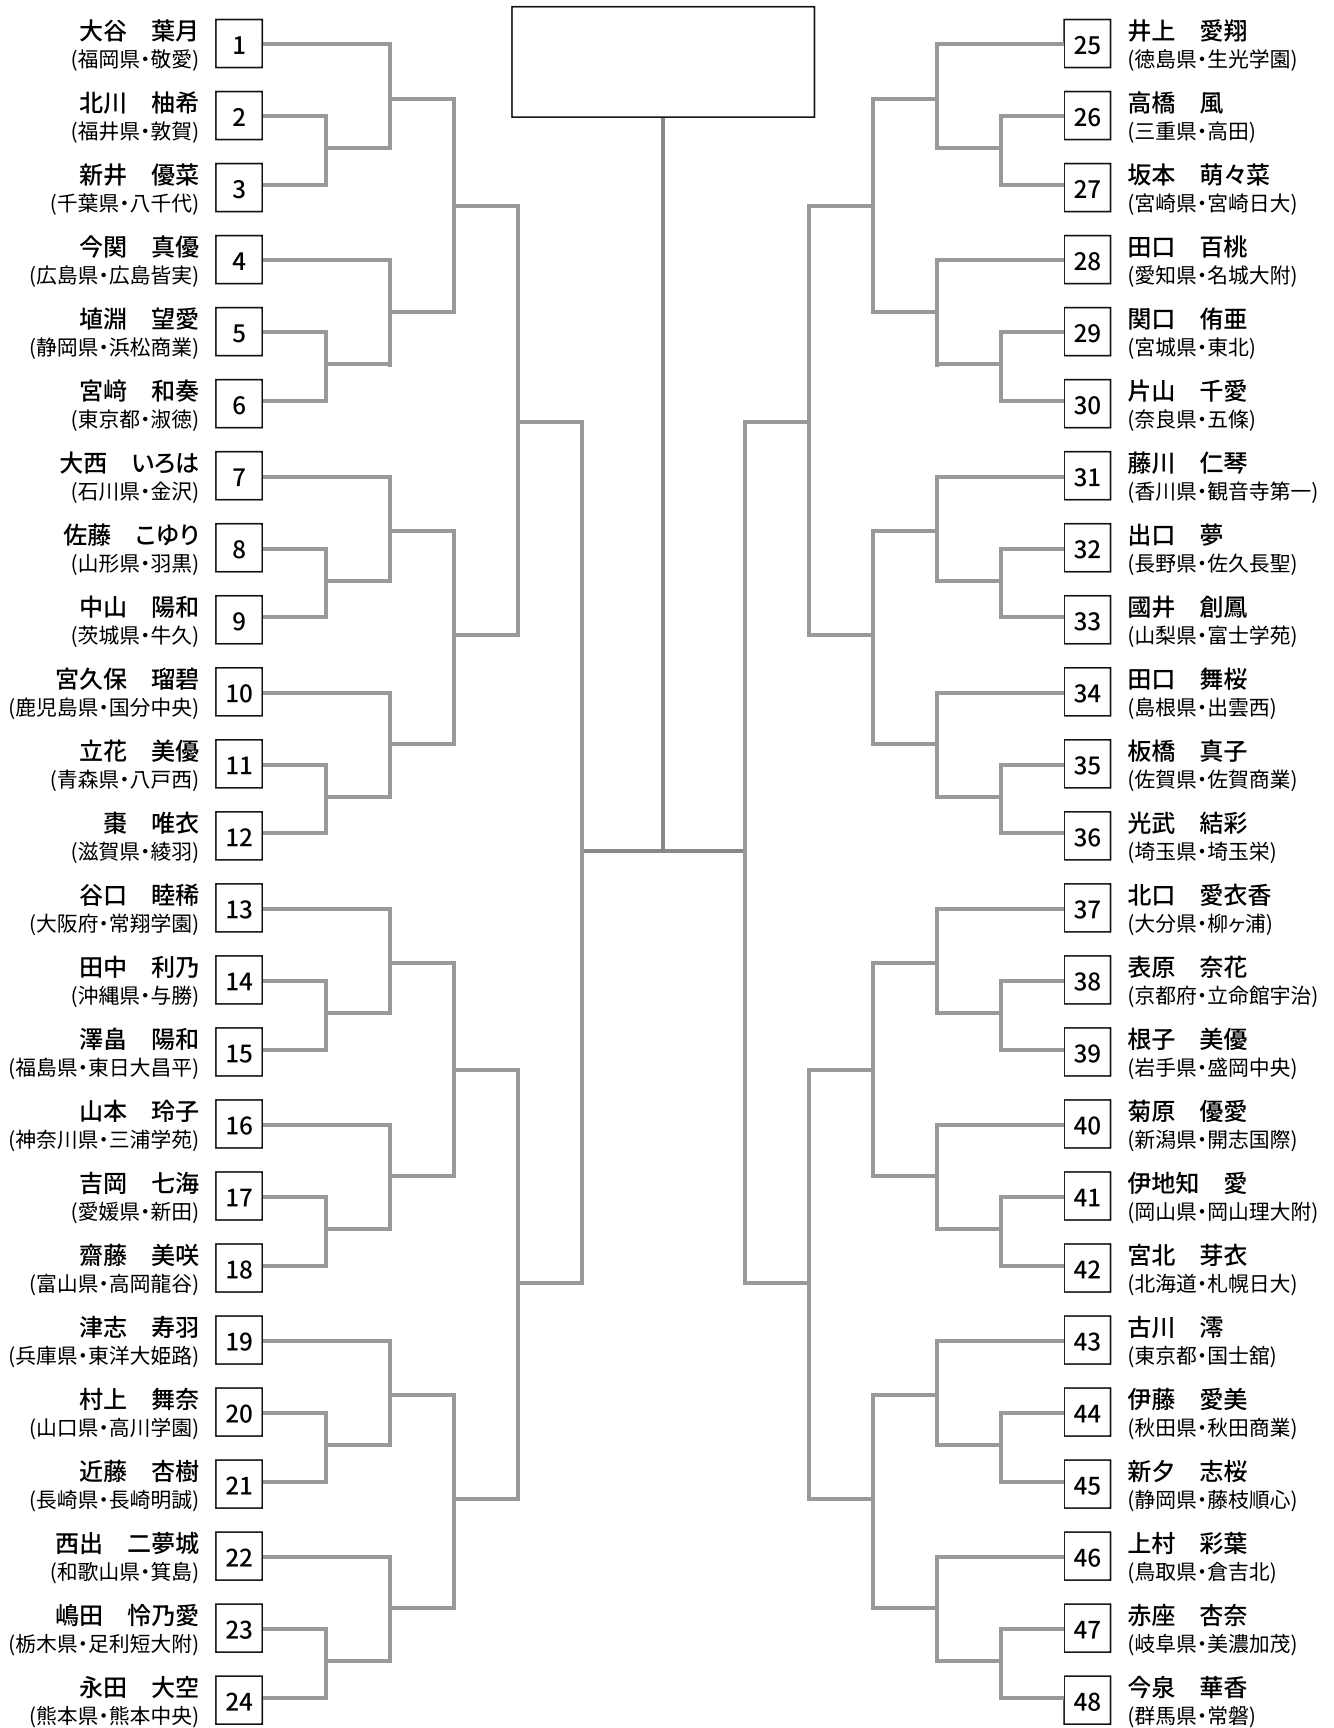 大谷　葉月
(福岡県・敬愛)
1
北川　柚希
(福井県・敦賀)
2
新井　優菜
(千葉県・八千代)
3
今関　真優
(広島県・広島皆実)
4
埴淵　望愛
(静岡県・浜松商業)
5
宮﨑　和奏
(東京都・淑徳)
6
大西　いろは
(石川県・金沢)
7
佐藤　こゆり
(山形県・羽黒)
8
中山　陽和
(茨城県・牛久)
9
宮久保　瑠碧
(鹿児島県・国分中央)
10
立花　美優
(青森県・八戸西)
11
棗　唯衣
(滋賀県・綾羽)
12
谷口　睦稀
(大阪府・常翔学園)
13
田中　利乃
(沖縄県・与勝)
14
澤畠　陽和
(福島県・東日大昌平)
15
山本　玲子
(神奈川県・三浦学苑)
16
吉岡　七海
(愛媛県・新田)
17
齋藤　美咲
(富山県・高岡龍谷)
18
津志　寿羽
(兵庫県・東洋大姫路)
19
村上　舞奈
(山口県・高川学園)
20
近藤　杏樹
(長崎県・長崎明誠)
21
西出　二夢城
(和歌山県・箕島)
22
嶋田　怜乃愛
(栃木県・足利短大附)
23
永田　大空
(熊本県・熊本中央)
24
25
井上　愛翔
(徳島県・生光学園)
26
高橋　風
(三重県・高田)
27
坂本　萌々菜
(宮崎県・宮崎日大)
28
田口　百桃
(愛知県・名城大附)
29
関口　侑亜
(宮城県・東北)
30
片山　千愛
(奈良県・五條)
31
藤川　仁琴
(香川県・観音寺第一)
32
出口　夢
(長野県・佐久長聖)
33
國井　創鳳
(山梨県・富士学苑)
34
田口　舞桜
(島根県・出雲西)
35
板橋　真子
(佐賀県・佐賀商業)
36
光武　結彩
(埼玉県・埼玉栄)
37
北口　愛衣香
(大分県・柳ヶ浦)
38
表原　奈花
(京都府・立命館宇治)
39
根子　美優
(岩手県・盛岡中央)
40
菊原　優愛
(新潟県・開志国際)
41
伊地知　愛
(岡山県・岡山理大附)
42
宮北　芽衣
(北海道・札幌日大)
43
古川　澪
(東京都・国士舘)
44
伊藤　愛美
(秋田県・秋田商業)
45
新夕　志桜
(静岡県・藤枝順心)
46
上村　彩葉
(鳥取県・倉吉北)
47
赤座　杏奈
(岐阜県・美濃加茂)
48
今泉　華香
(群馬県・常磐)